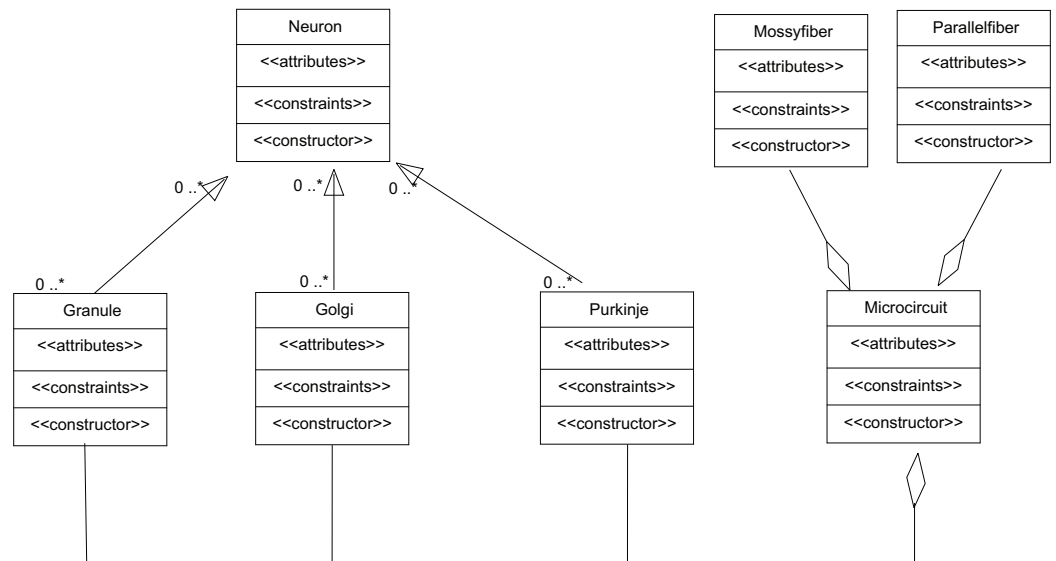 Neuron
<<attributes>>
<<constraints>>
<<constructor>>
Mossyfiber
<<attributes>>
<<constraints>>
<<constructor>>
Parallelfiber
<<attributes>>
<<constraints>>
<<constructor>>
0 ..*
0 ..*
0 ..*
0 ..*
0 ..*
0 ..*
Granule
<<attributes>>
<<constraints>>
<<constructor>>
Golgi
<<attributes>>
<<constraints>>
<<constructor>>
Purkinje
<<attributes>>
<<constraints>>
<<constructor>>
Microcircuit
<<attributes>>
<<constraints>>
<<constructor>>